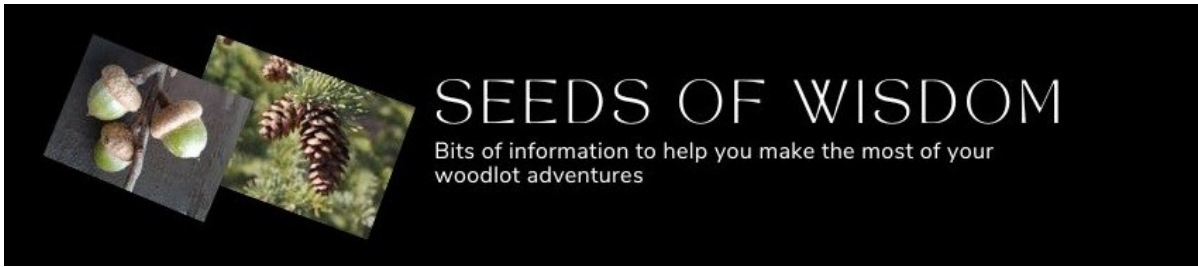 SEEDS OF WISDOM
Bits of information to help you make the most of your
woodlot adventures